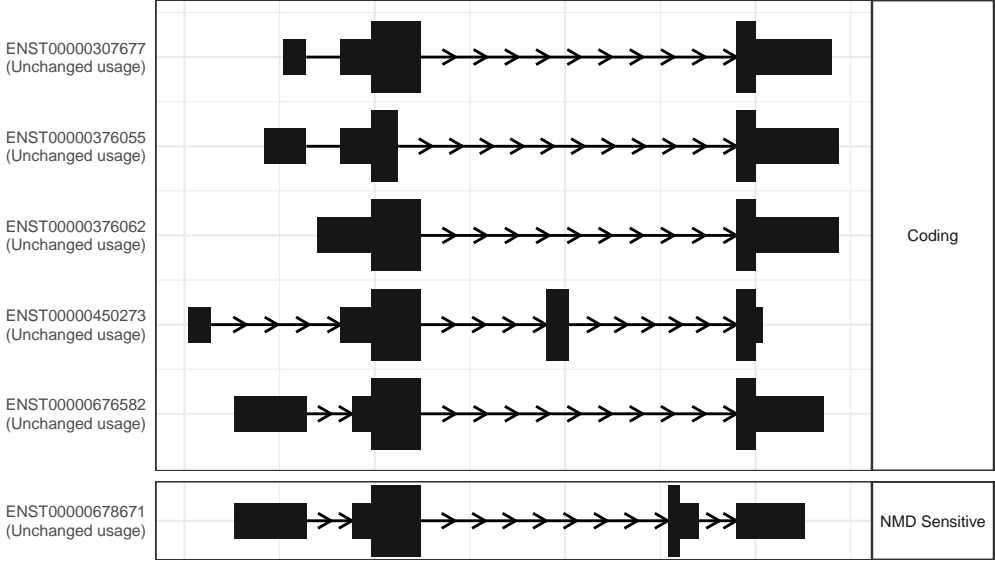 ENST00000307677
(Unchanged usage)
ENST00000376055
(Unchanged usage)
ENST00000376062
(Unchanged usage)
Coding
ENST00000450273
(Unchanged usage)
ENST00000676582
(Unchanged usage)
ENST00000678671
(Unchanged usage)
NMD Sensitive